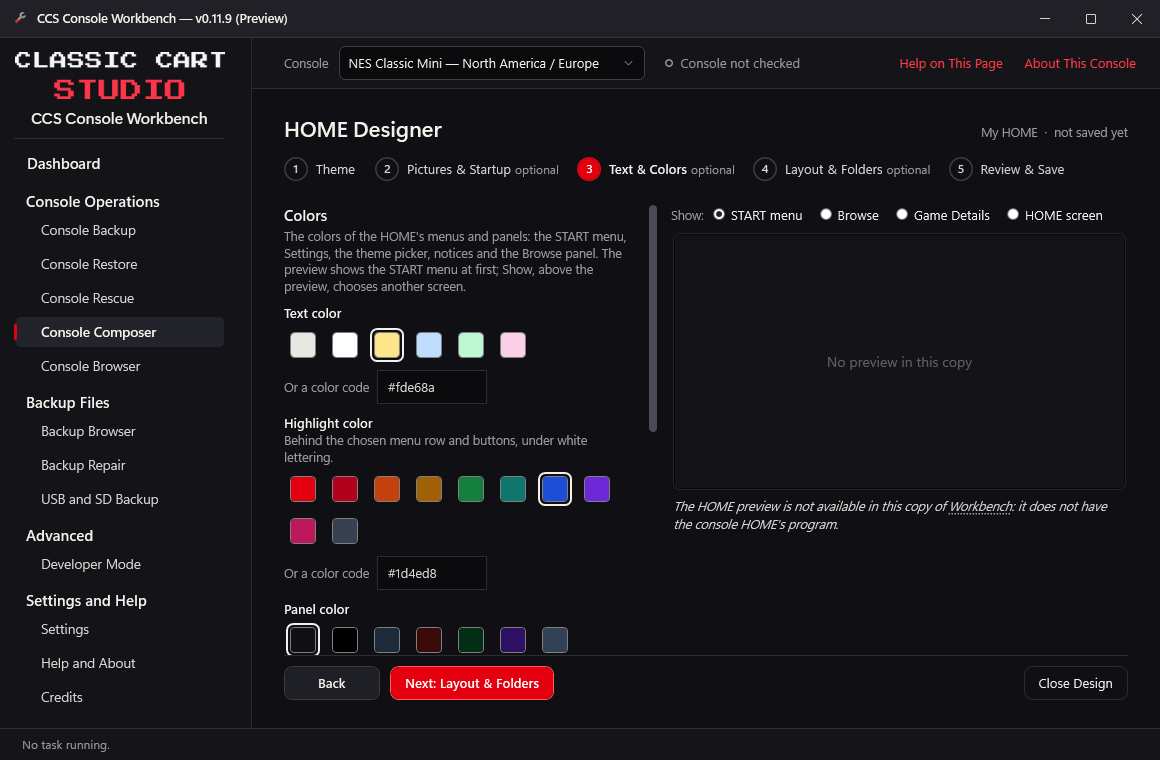 CCS Console Workbench — v0.11.9 (Preview)
CLASSIC CART
STUDIO
CCS Console Workbench
Dashboard
Console Operations
Console Backup
Console Restore
Console Rescue
Console Composer
Console Browser
Backup Files
Backup Browser
Backup Repair
USB and SD Backup
Advanced
Developer Mode
Settings and Help
Settings
Help and About
Credits
Console NES Classic Mini — North America / Europe Console not checked Help on This Page About This Console
HOME Designer
My HOME · not saved yet
1 Theme 2 Pictures & Startup optional 3 Text & Colors optional 4 Layout & Folders optional 5 Review & Save
Colors
The colors of the HOME's menus and panels: the START menu,
Settings, the theme picker, notices and the Browse panel. The
preview shows the START menu at first; Show, above the
preview, chooses another screen.
Text color
Or a color code #fde68a
Highlight color
Behind the chosen menu row and buttons, under white
lettering.
Or a color code #1d4ed8
Panel color
Show: START menu Browse Game Details HOME screen
No preview in this copy
The HOME preview is not available in this copy of Workbench: it does not have
the console HOME's program.
Back Next: Layout & Folders Close Design
No task running.